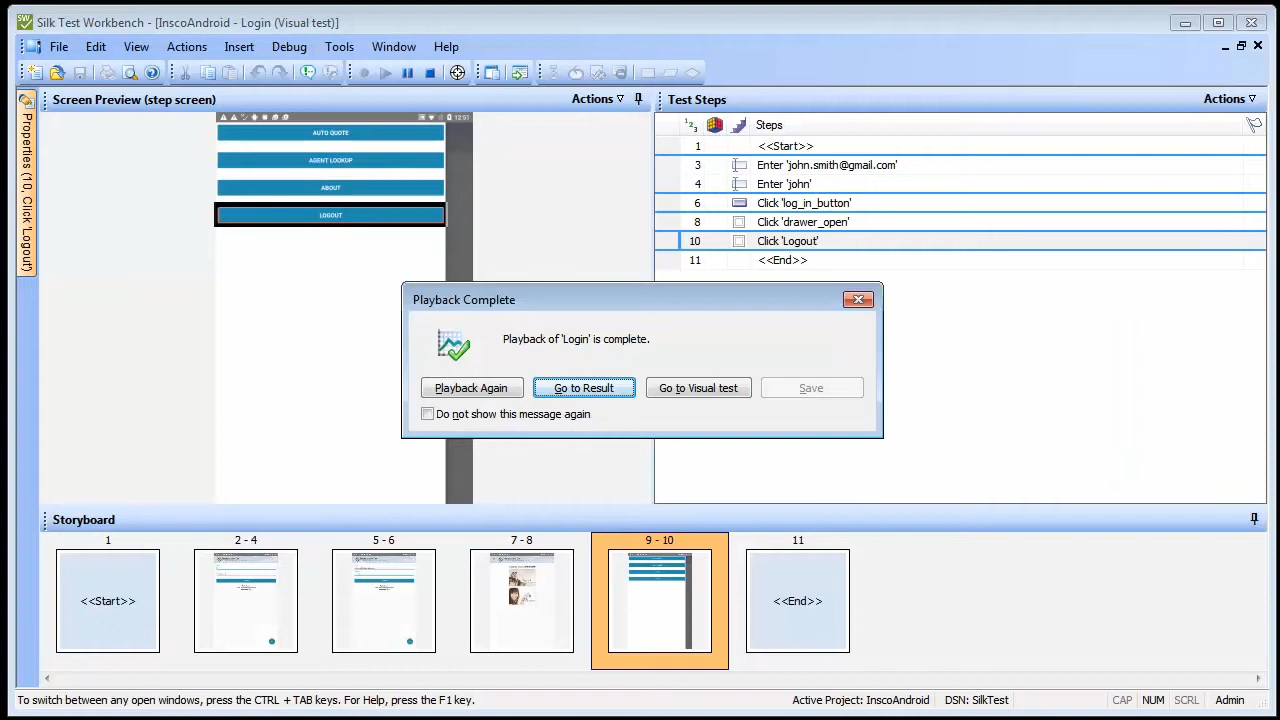 Silk Test Workbench - [InscoAndroid - Login (Visual test)]
File Edit View Actions Insert Debug Tools Window Help
Properties (10, Click 'Logout')
Screen Preview (step screen) Actions
12:51
AUTO QUOTE
AGENT LOOKUP
ABOUT
LOGOUT
Test Steps Actions
Steps
1 <<Start>>
3 Enter 'john.smith@gmail.com'
4 Enter 'john'
6 Click 'log_in_button'
8 Click 'drawer_open'
10 Click 'Logout'
11 <<End>>
Playback Complete
Playback of 'Login' is complete.
Playback Again Go to Result Go to Visual test Save
Do not show this message again
Storyboard
1 2 - 4 5 - 6 7 - 8 9 - 10 11
<<Start>> <<End>>
To switch between any open windows, press the CTRL + TAB keys. For Help, press the F1 key. Active Project: InscoAndroid DSN: SilkTest CAP NUM SCRL Admin